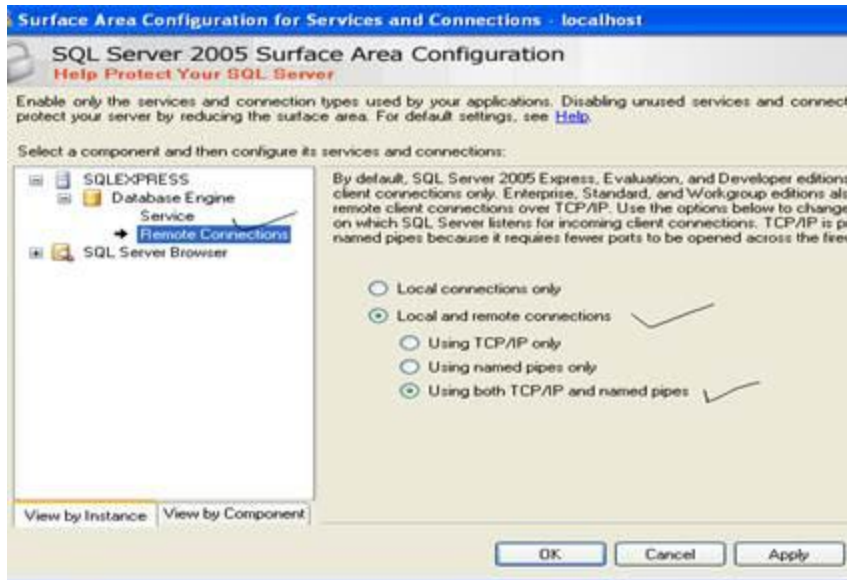 Surface Area Configuration for Services and Connections - localhost
SQL Server 2005 Surface Area Configuration
Help Protect Your SQL Server
Enable only the services and connection types used by your applications. Disabling unused services and connect
protect your server by reducing the surface area. For default settings, see Help.
Select a component and then configure its services and connections:
SQLEXPRESS
Database Engine
Service
Remote Connections
SQL Server Browser
By default, SQL Server 2005 Express, Evaluation, and Developer editions
client connections only. Enterprise, Standard, and Workgroup editions als
remote client connections over TCP/IP. Use the options below to change
on which SQL Server listens for incoming client connections. TCP/IP is p
named pipes because it requires fewer ports to be opened across the fire
Local connections only
Local and remote connections
Using TCP/IP only
Using named pipes only
Using both TCP/IP and named pipes
View by Instance
View by Component
OK
Cancel
Apply